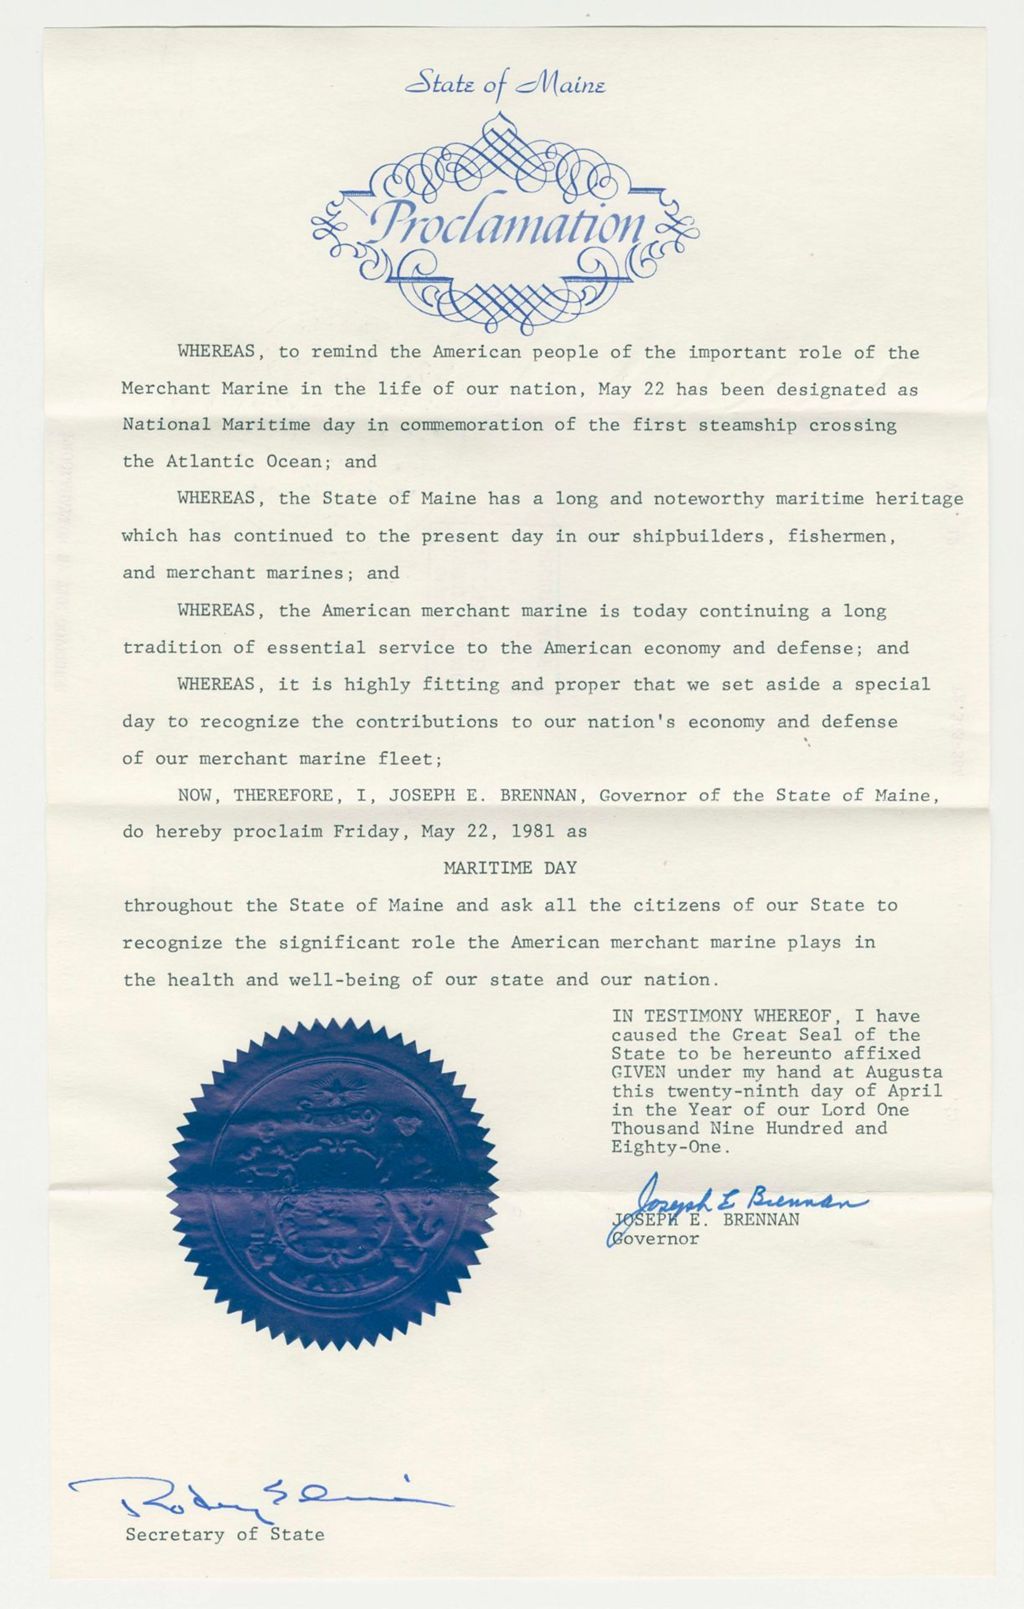 State of Maine
Proclamation
WHEREAS, to remind the American people of the important role of the
Merchant Marine in the life of our nation, May 22 has been designated as
National Maritime day in commemoration of the first steamship crossing
the Atlantic Ocean; and
WHEREAS, the State of Maine has a long and noteworthy maritime heritage
which has continued to the present day in our shipbuilders, fishermen,
and merchant marines; and
WHEREAS, the American merchant marine is today continuing a long
tradition of essential service to the American economy and defense; and
WHEREAS, it is highly fitting and proper that we set aside a special
day to recognize the contributions to our nation's economy and defense
of our merchant marine fleet;
NOW, THEREFORE, I, JOSEPH E. BRENNAN, Governor of the State of Maine,
do hereby proclaim Friday, May 22, 1981 as
MARITIME DAY
throughout the State of Maine and ask all the citizens of our State to
recognize the significant role the American merchant marine plays in
the health and well-being of our state and our nation.
IN TESTIMONY WHEREOF, I have
caused the Great Seal of the
State to be hereunto affixed
GIVEN under my hand at Augusta
this twenty-ninth day of April
in the Year of our Lord One
Thousand Nine Hundred and
Eighty-One.
Joseph E Brennan
JOSEPH E. BRENNAN
Governor
Rodney
Secretary of State